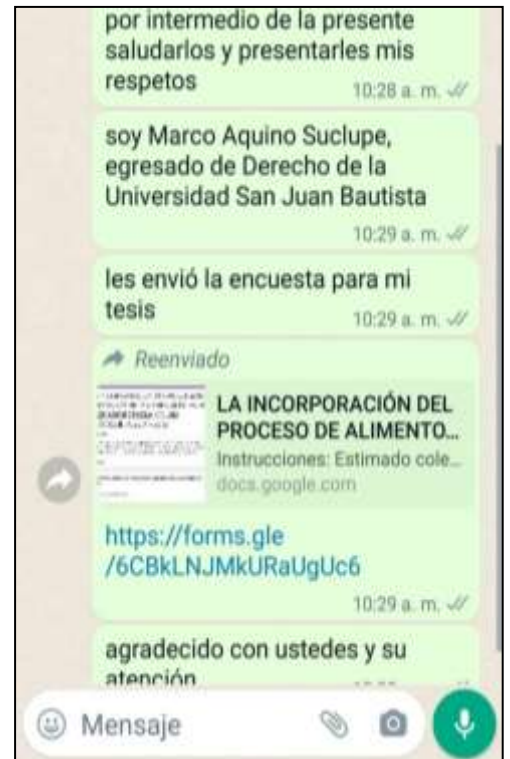 por intermedio de la presente
saludarlos y presentarles mis
respetos
10:28 a. m.
soy Marco Aquino Suclupe,
egresado de Derecho de la
Universidad San Juan Bautista
10:29 a. m.
les envió la encuesta para mi
tesis
10:29 a. m.
Reenviado
LA INCORPORACIÓN DEL
PROCESO DE ALIMENTO...
Instrucciones: Estimado cole...
docs.google.com
https://forms.gle
/6CBkLNJMkURaUgUc6
10:29 a. m.
agradecido con ustedes y su
atención
Mensaje